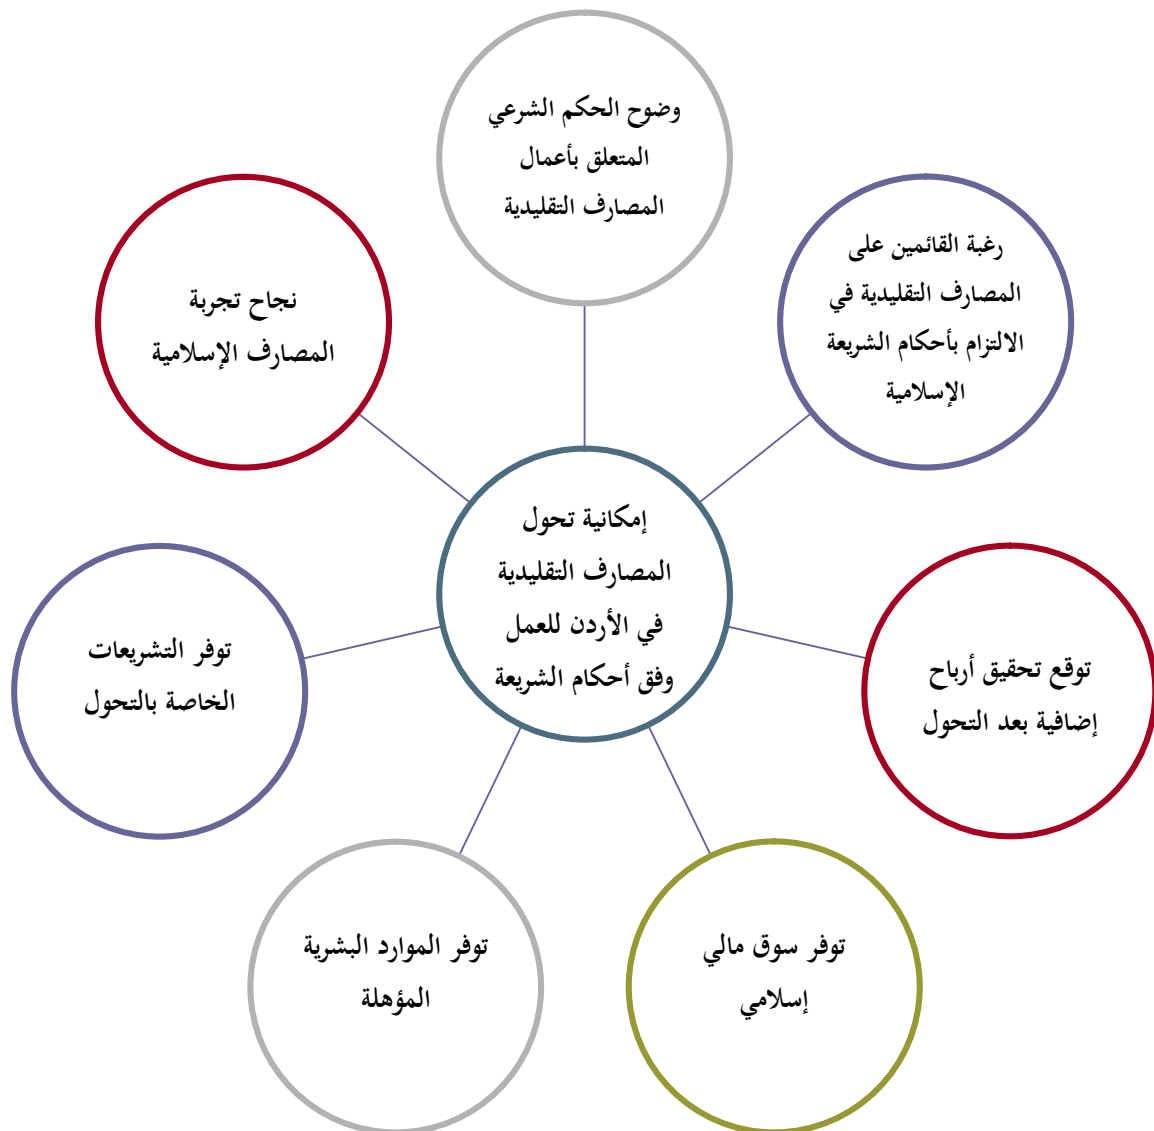 وضوح الحكم الشرعي
المتعلق بأعمال
المصارف التقليدية
رغبة القائمين على
المصارف التقليدية في
الالتزام بأحكام الشريعة
الإسلامية
نجاح تجربة
المصارف الإسلامية
إمكانية تحول
المصارف التقليدية
في الأردن للعمل
وفق أحكام الشريعة
توقع تحقيق أرباح
إضافية بعد التحول
توفر التشريعات
الخاصة بالتحول
توفر سوق مالي
إسلامي
توفر الموارد البشرية
المؤهلة